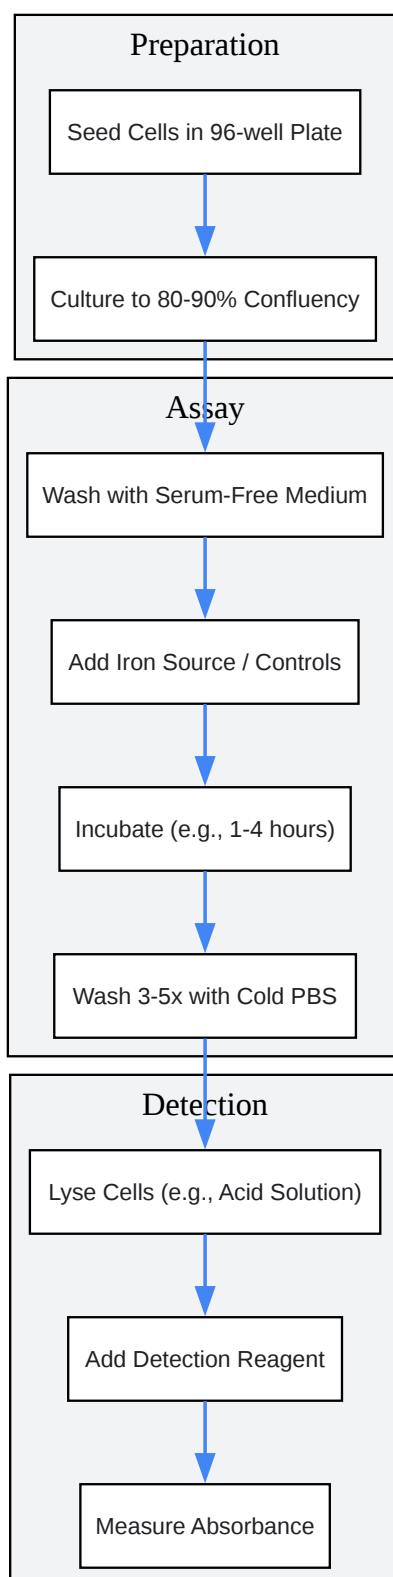 Preparation
Seed Cells in 96-well Plate
Culture to 80-90% Confluency
Assay
Wash with Serum-Free Medium
Add Iron Source / Controls
Incubate (e.g., 1-4 hours)
Wash 3-5x with Cold PBS
Detection
Lyse Cells (e.g., Acid Solution)
Add Detection Reagent
Measure Absorbance